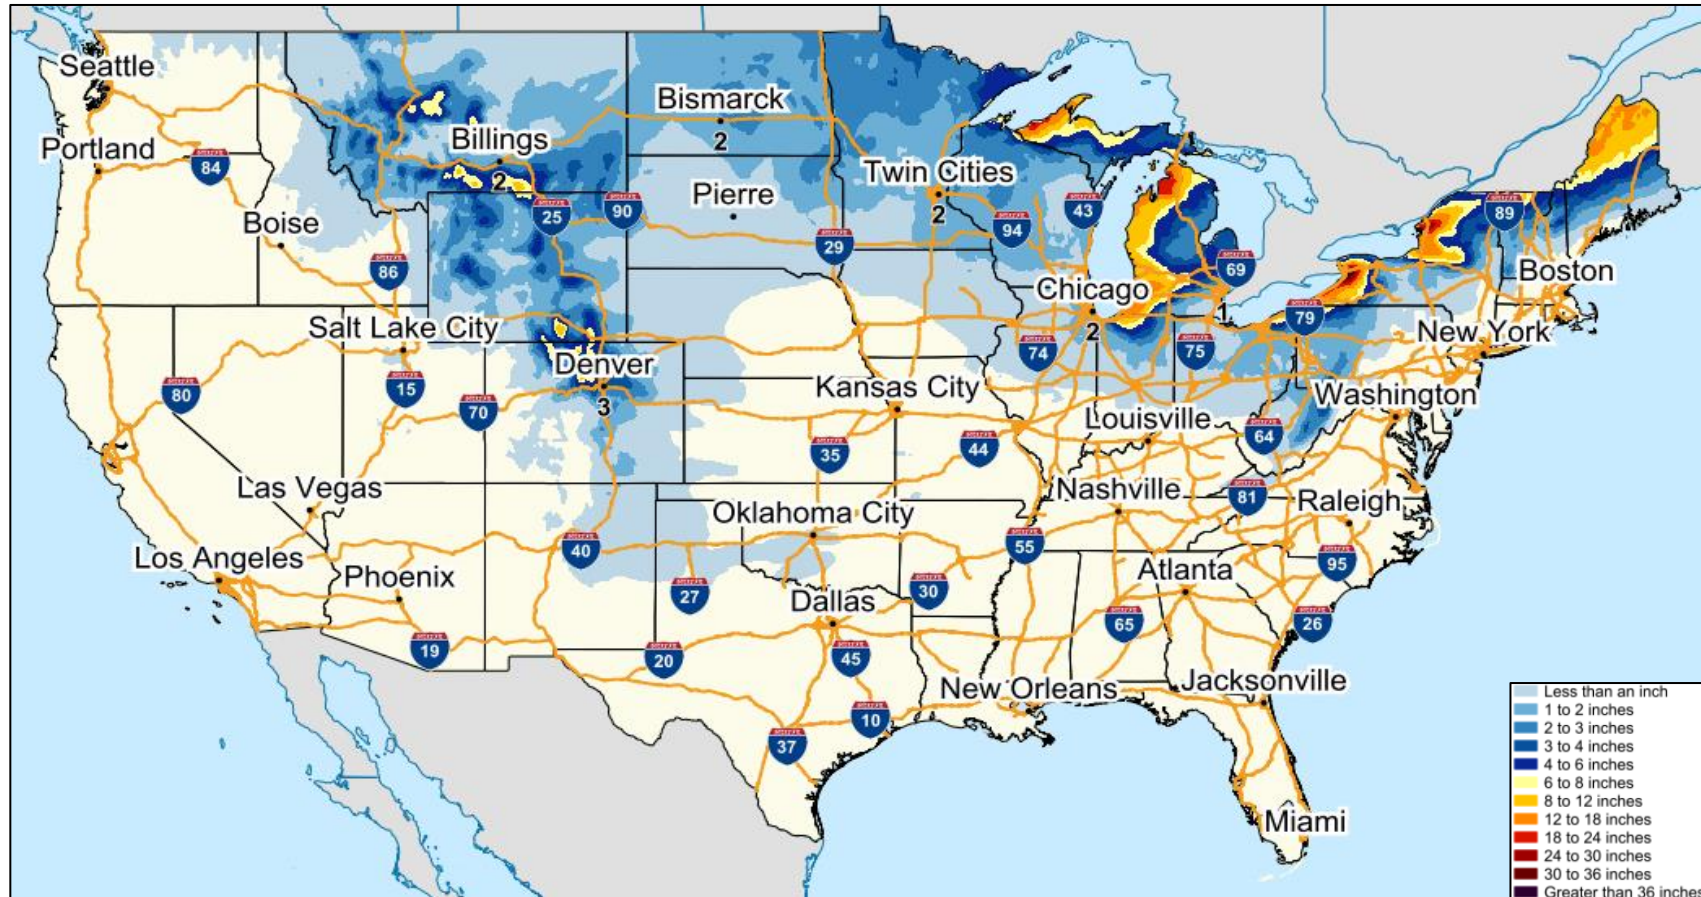 Seattle
Portland
84
Billings
2
Bismarck
2
Twin Cities
2
Pierre
Boise
25
90
94
43
89
86
29
69
Boston
Chicago
2
1
79
Salt Lake City
Denver
3
74
75
New York
80
15
70
Kansas City
Washington
Louisville
64
35
44
Las Vegas
Nashville
81
Raleigh
Oklahoma City
Los Angeles
40
55
95
Phoenix
Atlanta
27
Dallas
30
65
26
19
20
45
New Orleans
Jacksonville
10
37
Miami
Less than an inch
1 to 2 inches
2 to 3 inches
3 to 4 inches
4 to 6 inches
6 to 8 inches
8 to 12 inches
12 to 18 inches
18 to 24 inches
24 to 30 inches
30 to 36 inches
Greater than 36 inches